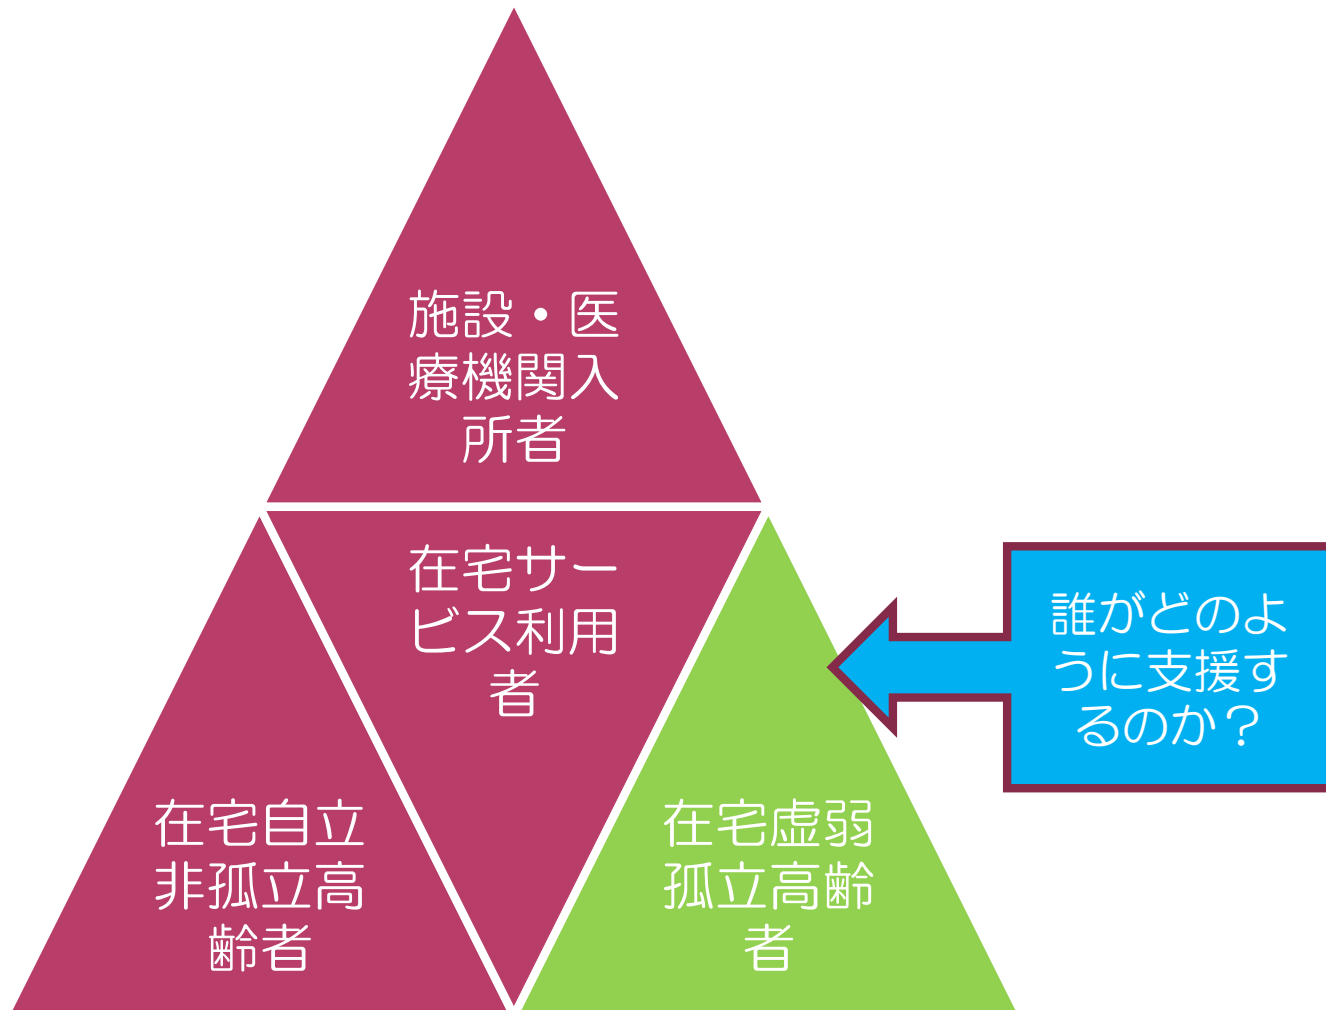 施設・医
療機関入
所者
在宅サー
ビス利用
者
誰がどのよ
うに支援す
るのか？
在宅自立
非孤立高
齢者
在宅虚弱
孤立高齢
者